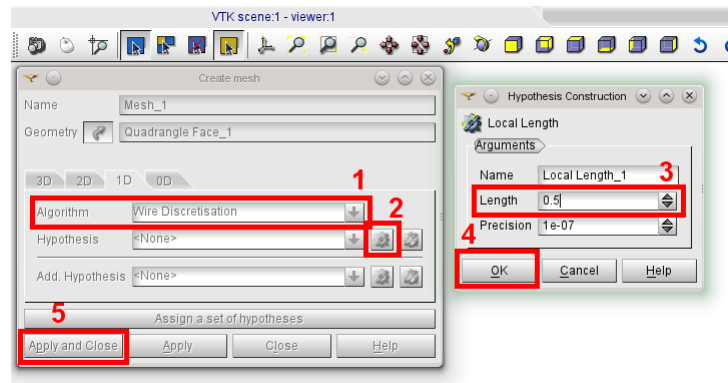 VTK scene:1 - viewer:1
Create mesh
Name Mesh_1
Geometry Quadrangle Face_1
3D 2D 1D 0D
1
Algorithm Wire Discretisation
2
Hypothesis <None>
Add. Hypothesis <None>
5
Assign a set of hypotheses
Apply and Close Apply Close Help
Hypothesis Construction
Local Length
Arguments
Name Local Length_1
3
Length 0.5
Precision 1e-07
4
OK Cancel Help